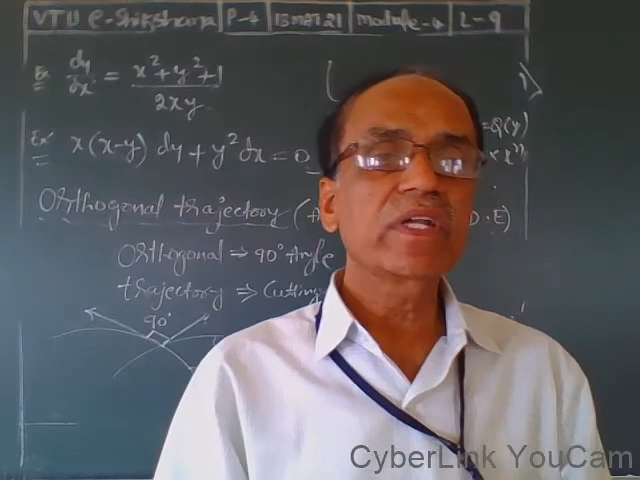 VTU e-Shikshana P-4 18MAT21 Module-4 L-9
Ex dy/dx = x²+y²+1 / 2xy
= Q(y)
Ex x(x-y) dy + y² dx = 0
Orthogonal trajectory ( D.E)
Orthogonal ⇒ 90° Angle
trajectory ⇒ Cutting
90°
CyberLink YouCam